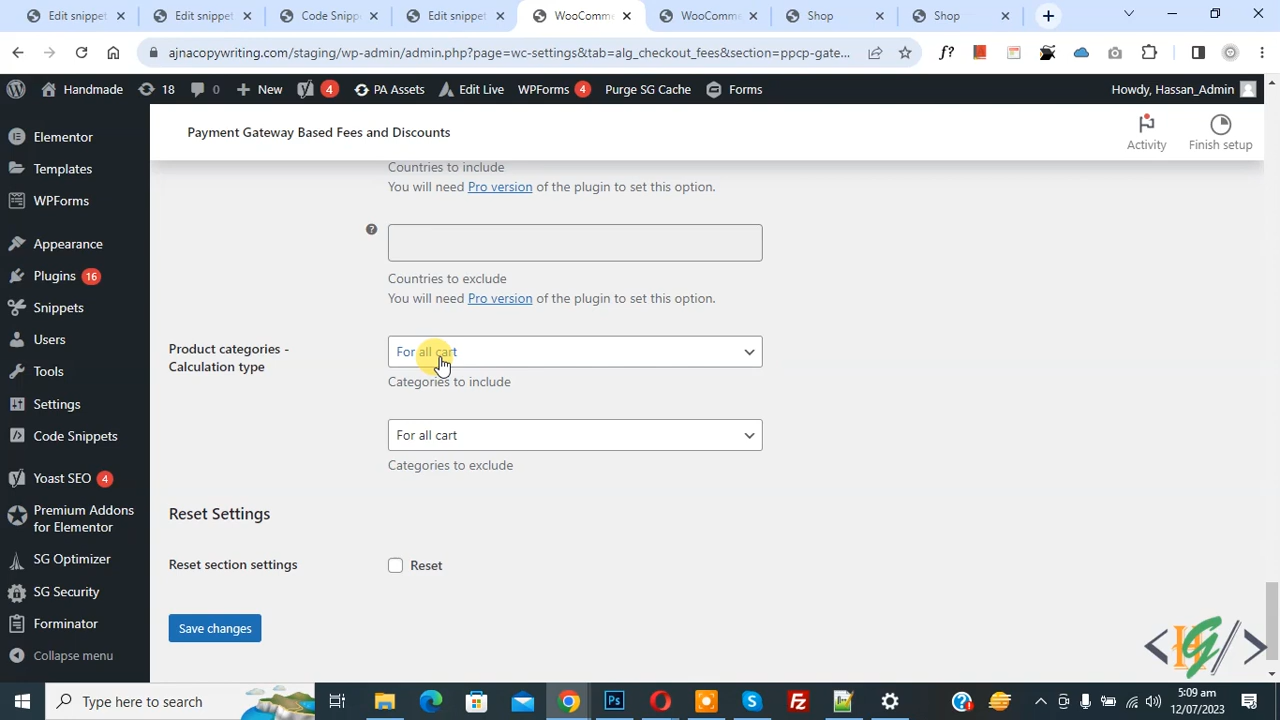 Edit snippet
Edit snippet
Code Snipp
Edit snippet
WooComm
WooComm
Shop
Shop
ajnacopywriting.com/staging/wp-admin/admin.php?page=wc-settings&tab=alg_checkout_fees&section=ppcp-gate...
f?
Handmade
18
0
New
4
PA Assets
Edit Live
WPForms 4
Purge SG Cache
Forms
Howdy, Hassan_Admin
Elementor
Templates
WPForms
Appearance
Plugins 16
Snippets
Users
Tools
Settings
Code Snippets
Yoast SEO 4
Premium Addons
for Elementor
SG Optimizer
SG Security
Forminator
Collapse menu
Payment Gateway Based Fees and Discounts
Activity
Finish setup
Countries to include
You will need Pro version of the plugin to set this option.
Countries to exclude
You will need Pro version of the plugin to set this option.
Product categories -
Calculation type
For all cart
Categories to include
For all cart
Categories to exclude
Reset Settings
Reset section settings
Reset
Save changes
<HG/>
Type here to search
Ps
5:09 am
12/07/2023